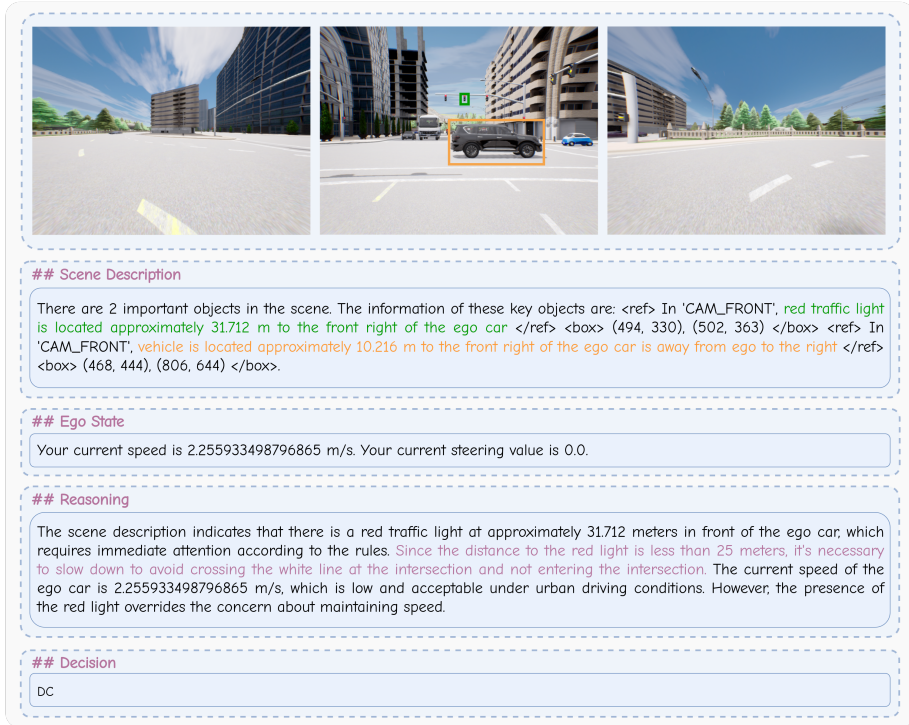 ## Scene Description
There are 2 important objects in the scene. The information of these key objects are: <ref> In 'CAM_FRONT', red traffic light
is located approximately 31.712 m to the front right of the ego car </ref> <box> (494, 330), (502, 363) </box> <ref> In
'CAM_FRONT', vehicle is located approximately 10.216 m to the front right of the ego car is away from ego to the right </ref>
<box> (468, 444), (806, 644) </box>.
## Ego State
Your current speed is 2.255933498796865 m/s. Your current steering value is 0.0.
## Reasoning
The scene description indicates that there is a red traffic light at approximately 31.712 meters in front of the ego car, which
requires immediate attention according to the rules. Since the distance to the red light is less than 25 meters, it's necessary
to slow down to avoid crossing the white line at the intersection and not entering the intersection. The current speed of the
ego car is 2.255933498796865 m/s, which is low and acceptable under urban driving conditions. However, the presence of
the red light overrides the concern about maintaining speed.
## Decision
DC